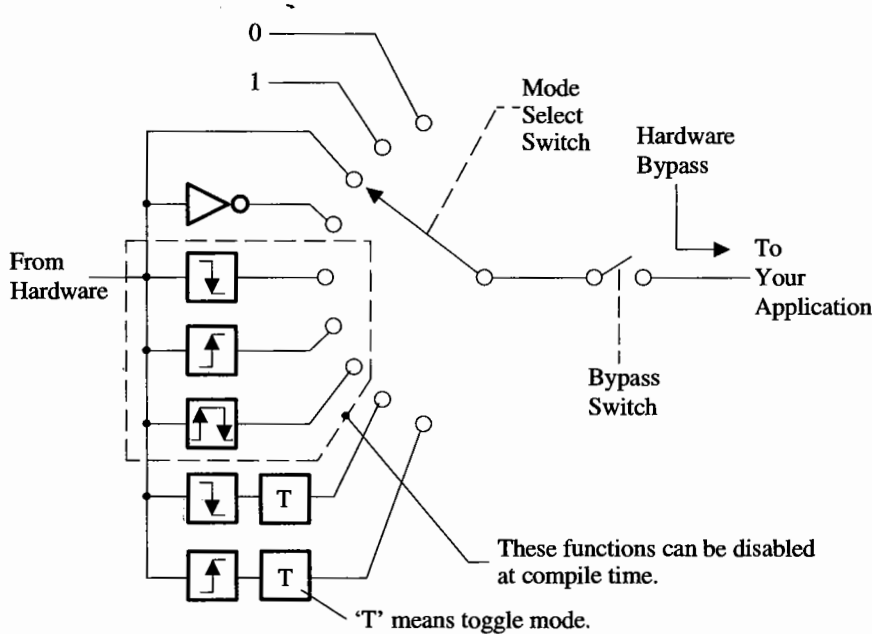 0
1
Mode
Select
Switch
Hardware
Bypass
From
Hardware
To
Your
Application
Bypass
Switch
T
T
These functions can be disabled
at compile time.
‘T’ means toggle mode.